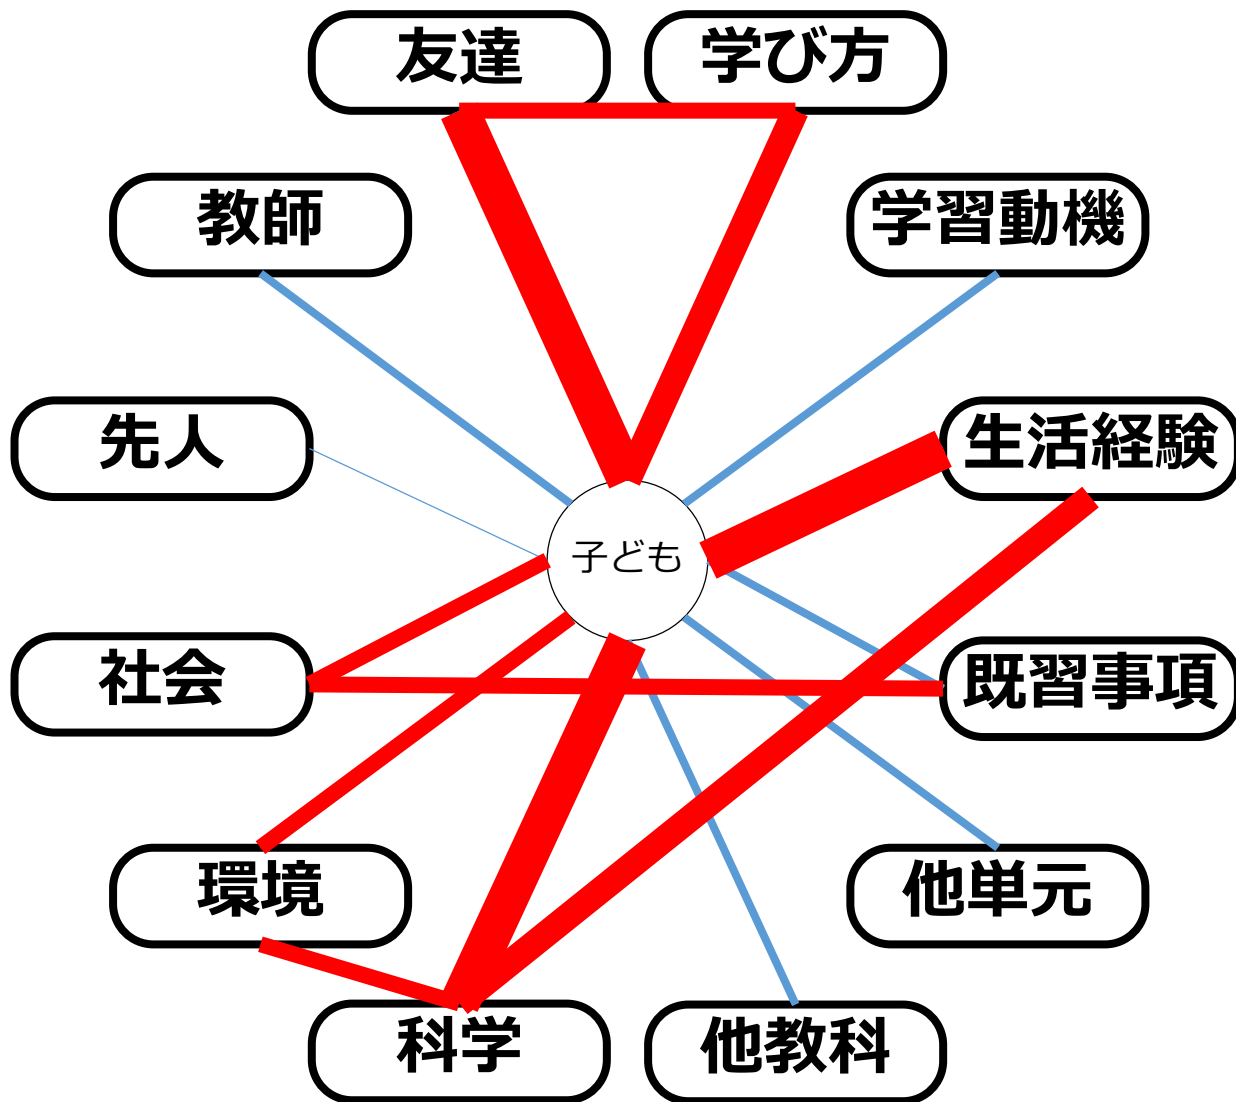 友達
学び方
教師
学習動機
先人
生活経験
子ども
社会
既習事項
環境
他単元
科学
他教科